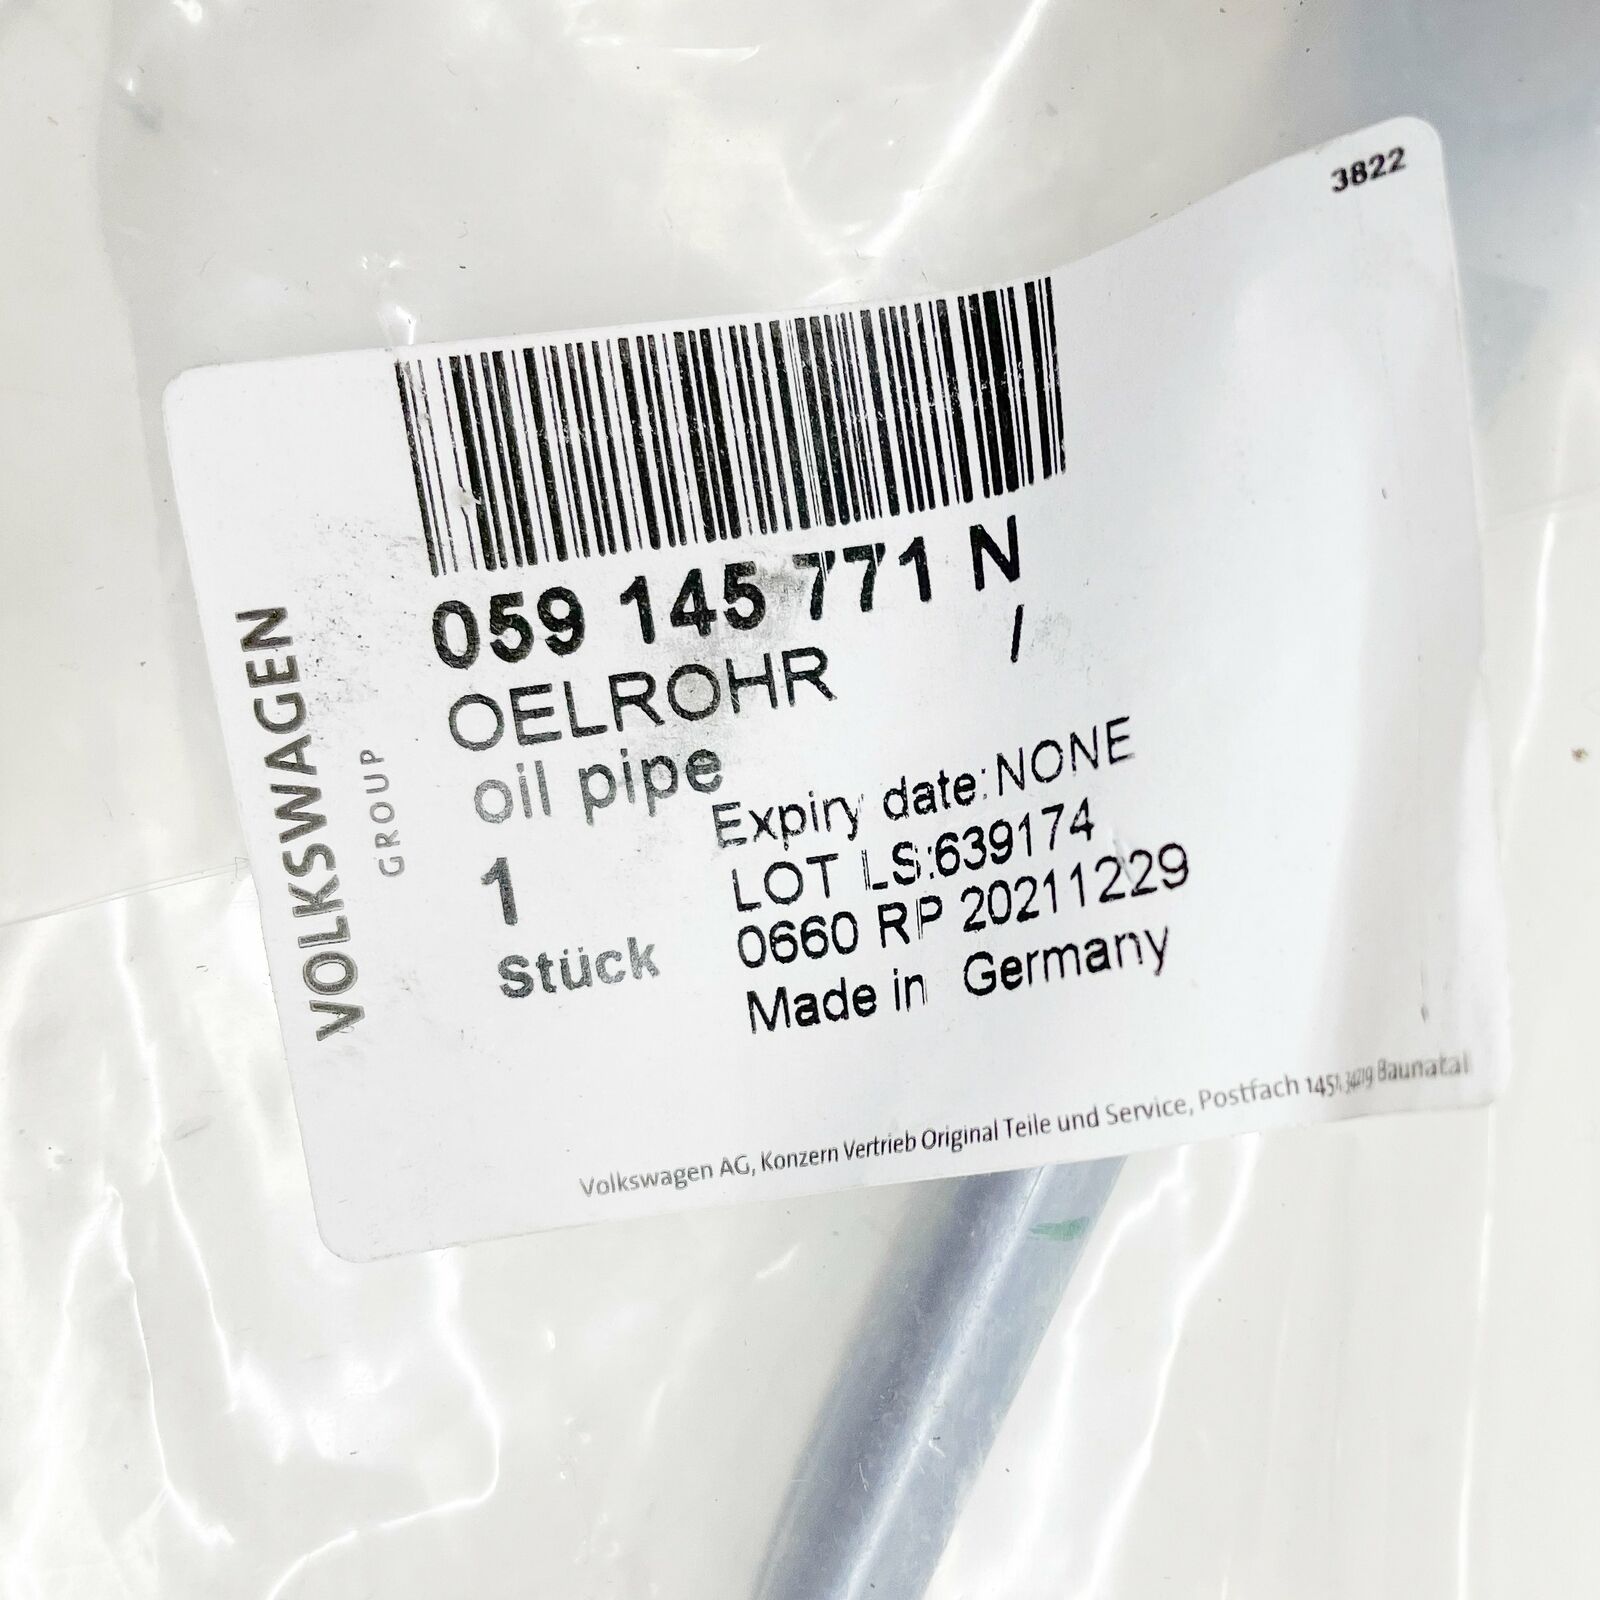 3822
VOLKSWAGEN
GROUP
059 145 771 N
/
OELROHR
oil pipe
1
Stück
Expiry date:NONE
LOT LS:639174
0660 RP 20211229
Made in Germany
Volkswagen AG, Konzern Vertrieb Original Teile und Service, Postfach 1451, 34219 Baunatal